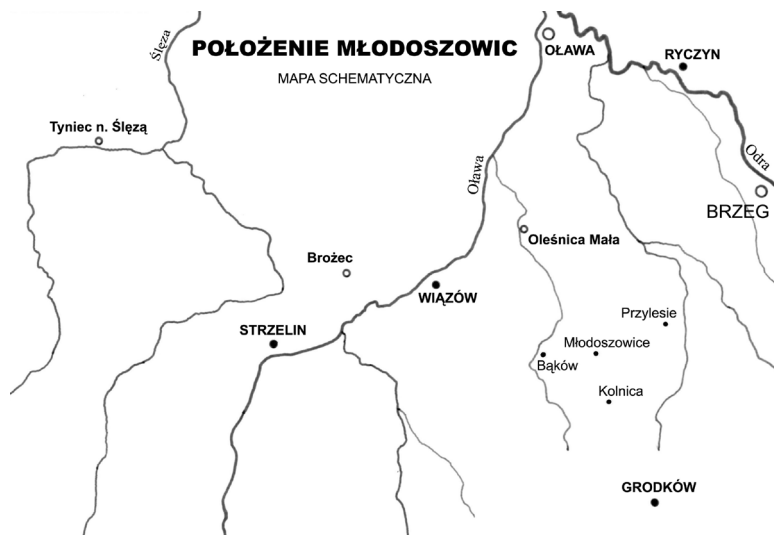 Ślęza
POŁOŻENIE MŁODOSZOWIC
MAPA SCHEMATYCZNA
OŁAWA
RYCZYN
Tyniec n. Ślęzą
Oława
Odra
BRZEG
Oleśnica Mała
Brożec
WIĄZÓW
Przylesie
STRZELIN
Młodoszowice
Bąków
Kolnica
GRODKÓW